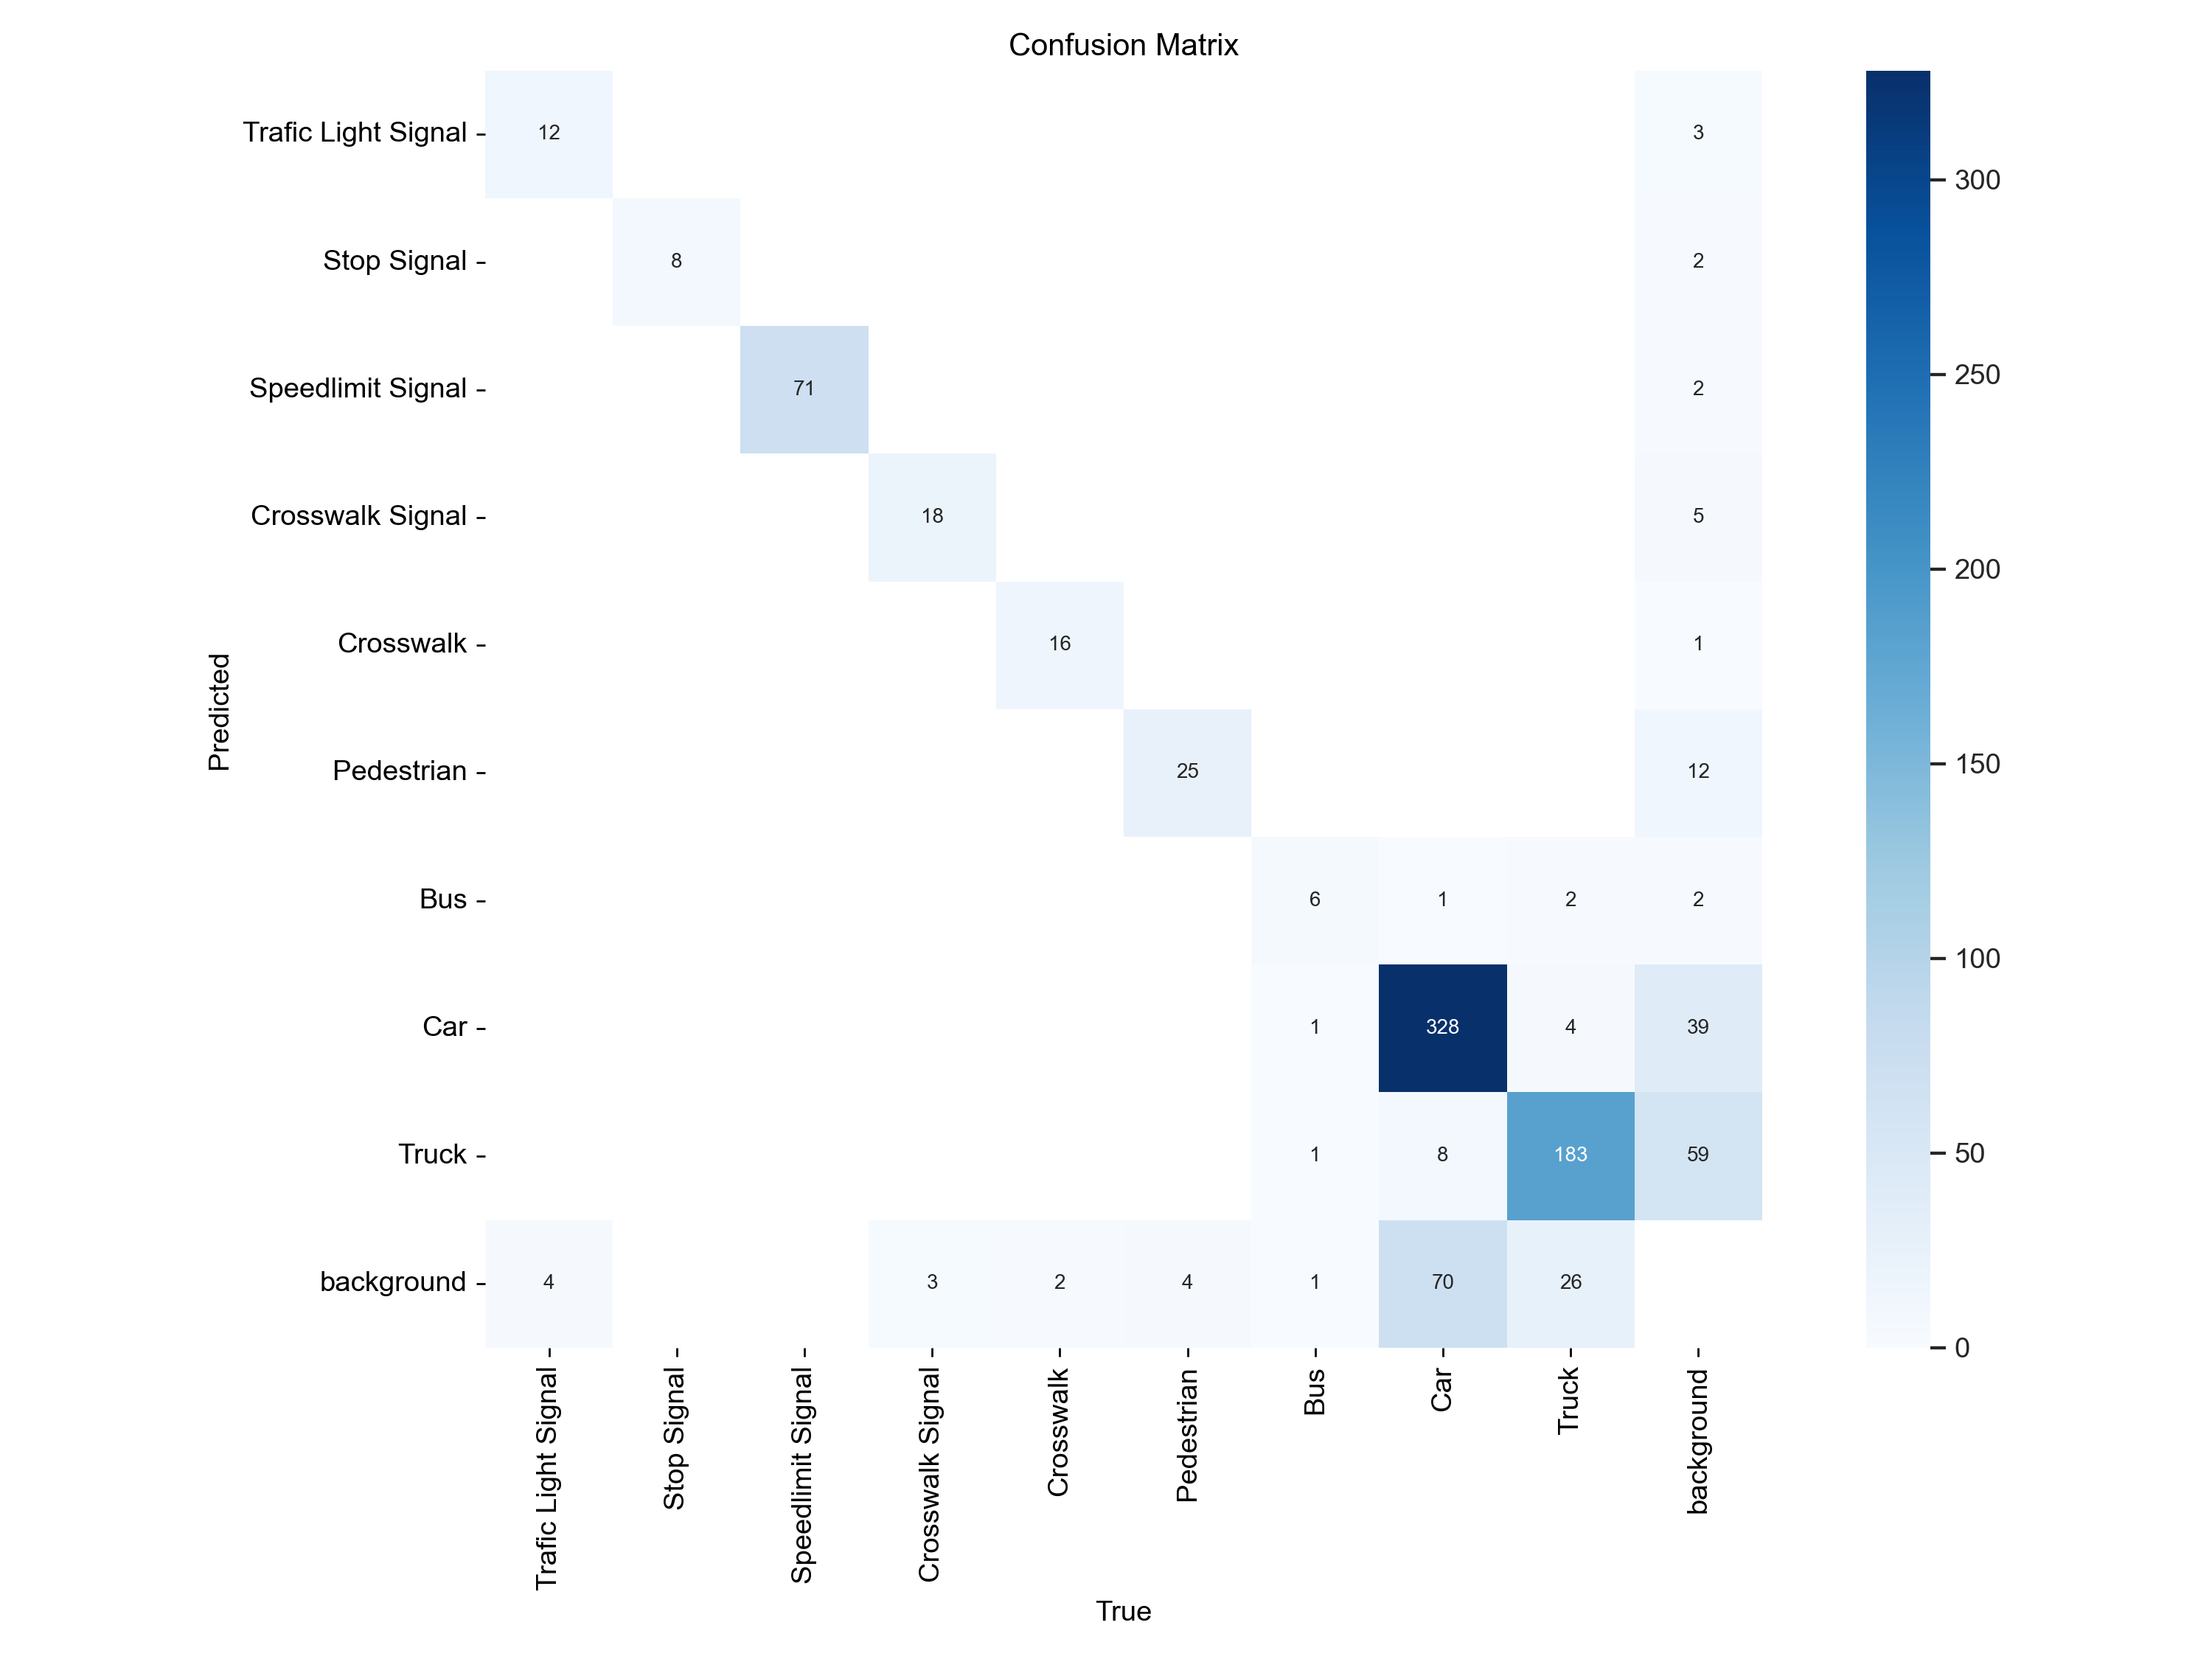 Confusion Matrix
Predicted
Trafic Light Signal 12 3
Stop Signal 8 2
Speedlimit Signal 71 2
Crosswalk Signal 18 5
Crosswalk 16 1
Pedestrian 25 12
Bus 6 1 2 2
Car 1 328 4 39
Truck 1 8 183 59
background 4 3 2 4 1 70 26
Trafic Light Signal
Stop Signal
Speedlimit Signal
Crosswalk Signal
Crosswalk
Pedestrian
Bus
Car
Truck
background
True
300
250
200
150
100
50
0